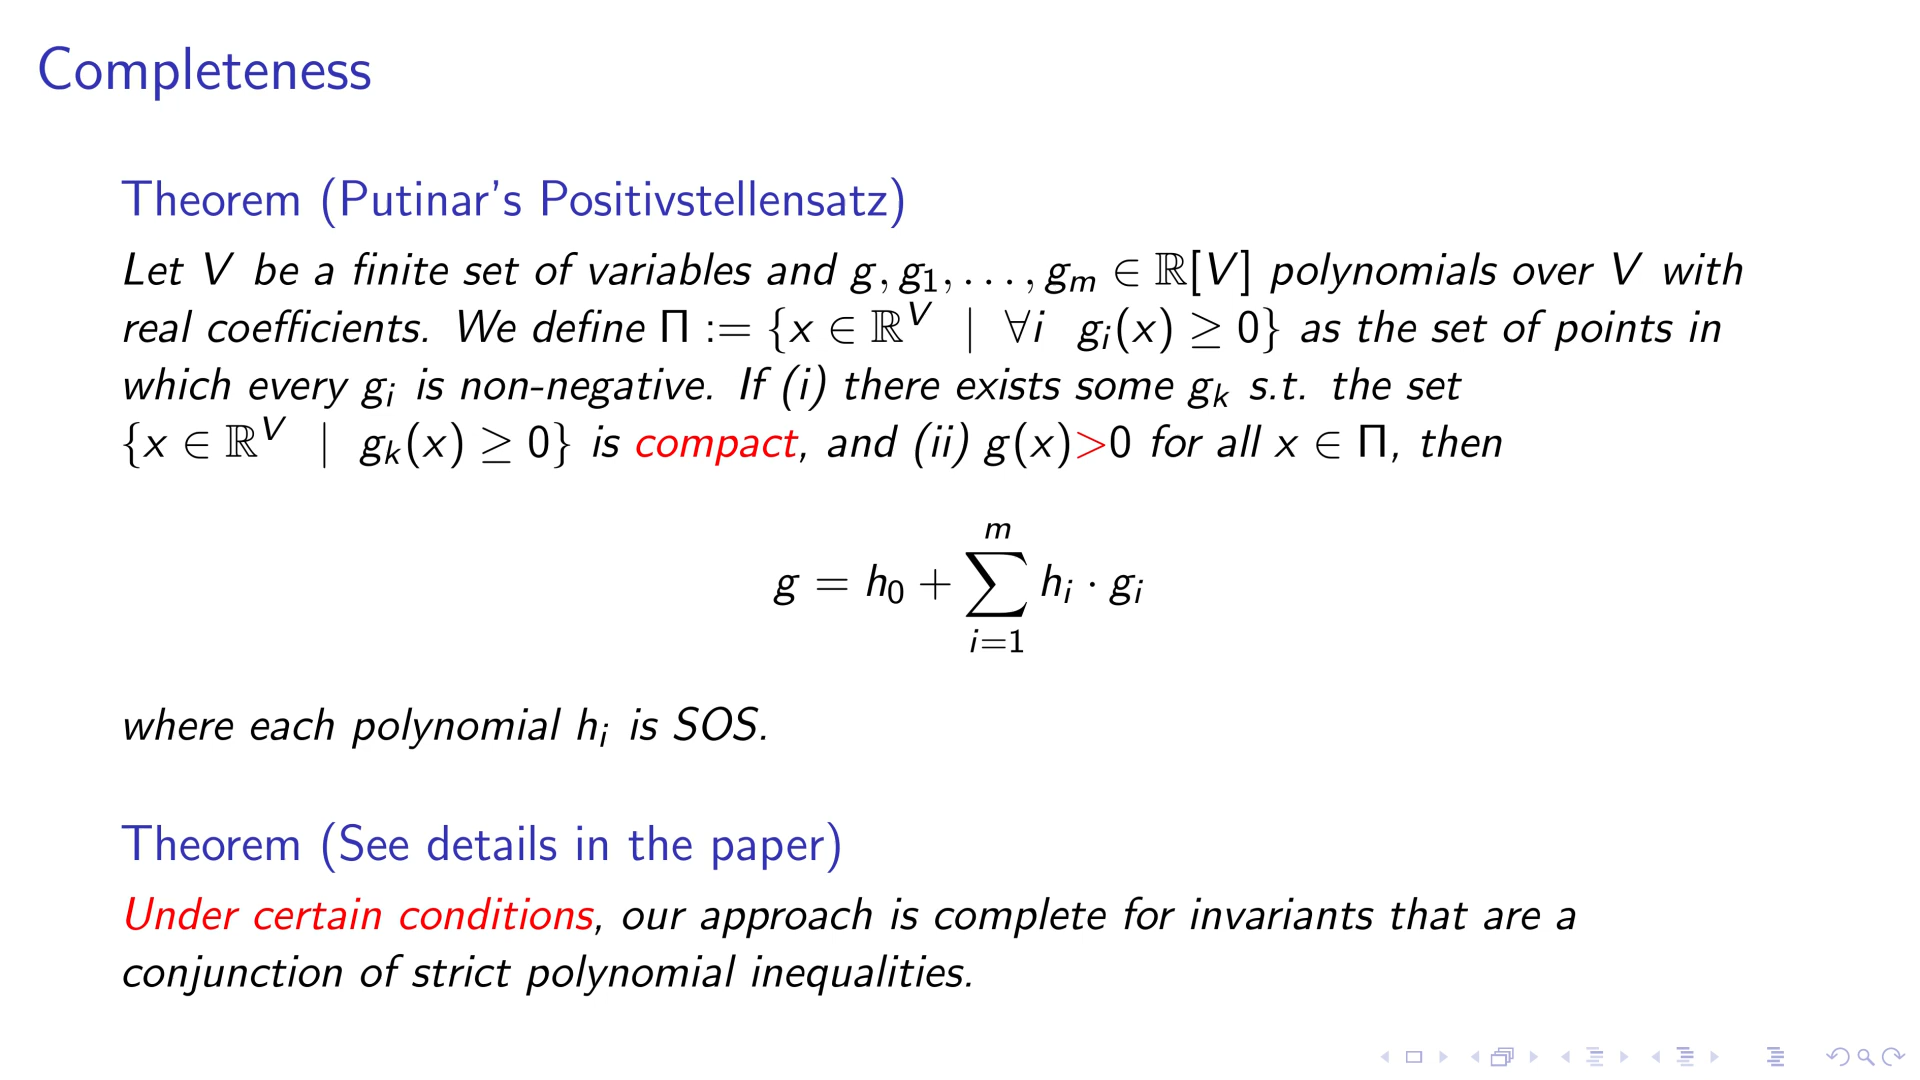 Completeness
Theorem (Putinar's Positivstellensatz)
Let V be a finite set of variables and g, g₁, . . . , gₘ ∈ ℝ[V] polynomials over V with
real coefficients. We define Π := {x ∈ ℝ^V | ∀i gᵢ(x) ≥ 0} as the set of points in
which every gᵢ is non-negative. If (i) there exists some gₖ s.t. the set
{x ∈ ℝ^V | gₖ(x) ≥ 0} is compact, and (ii) g(x)>0 for all x ∈ Π, then
g = h₀ + ∑_{i=1}^{m} hᵢ · gᵢ
where each polynomial hᵢ is SOS.
Theorem (See details in the paper)
Under certain conditions, our approach is complete for invariants that are a
conjunction of strict polynomial inequalities.